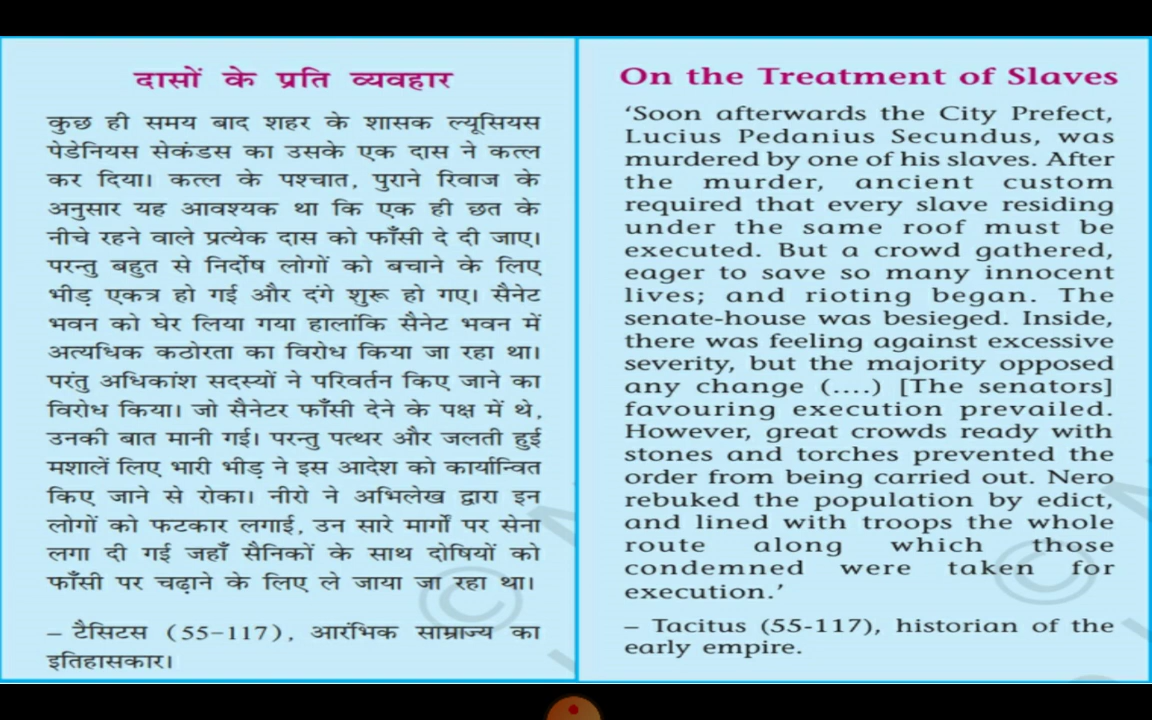 दासों के प्रति व्यवहार
कुछ ही समय बाद शहर के शासक ल्यूसियस
पेडेनियस सेकंडस का उसके एक दास ने कत्ल
कर दिया। कत्ल के पश्चात, पुराने रिवाज के
अनुसार यह आवश्यक था कि एक ही छत के
नीचे रहने वाले प्रत्येक दास को फाँसी दे दी जाए।
परन्तु बहुत से निर्दोष लोगों को बचाने के लिए
भीड़ एकत्र हो गई और दंगे शुरू हो गए। सैनेट
भवन को घेर लिया गया हालांकि सैनेट भवन में
अत्यधिक कठोरता का विरोध किया जा रहा था।
परंतु अधिकांश सदस्यों ने परिवर्तन किए जाने का
विरोध किया। जो सैनेटर फाँसी देने के पक्ष में थे,
उनकी बात मानी गई। परन्तु पत्थर और जलती हुई
मशालें लिए भारी भीड़ ने इस आदेश को कार्यान्वित
किए जाने से रोका। नीरो ने अभिलेख द्वारा इन
लोगों को फटकार लगाई, उन सारे मार्गों पर सेना
लगा दी गई जहाँ सैनिकों के साथ दोषियों को
फाँसी पर चढ़ाने के लिए ले जाया जा रहा था।
– टैसिटस (55-117), आरंभिक साम्राज्य का
इतिहासकार।
On the Treatment of Slaves
‘Soon afterwards the City Prefect,
Lucius Pedanius Secundus, was
murdered by one of his slaves. After
the murder, ancient custom
required that every slave residing
under the same roof must be
executed. But a crowd gathered,
eager to save so many innocent
lives; and rioting began. The
senate-house was besieged. Inside,
there was feeling against excessive
severity, but the majority opposed
any change (....) [The senators]
favouring execution prevailed.
However, great crowds ready with
stones and torches prevented the
order from being carried out. Nero
rebuked the population by edict,
and lined with troops the whole
route along which those
condemned were taken for
execution.’
– Tacitus (55-117), historian of the
early empire.